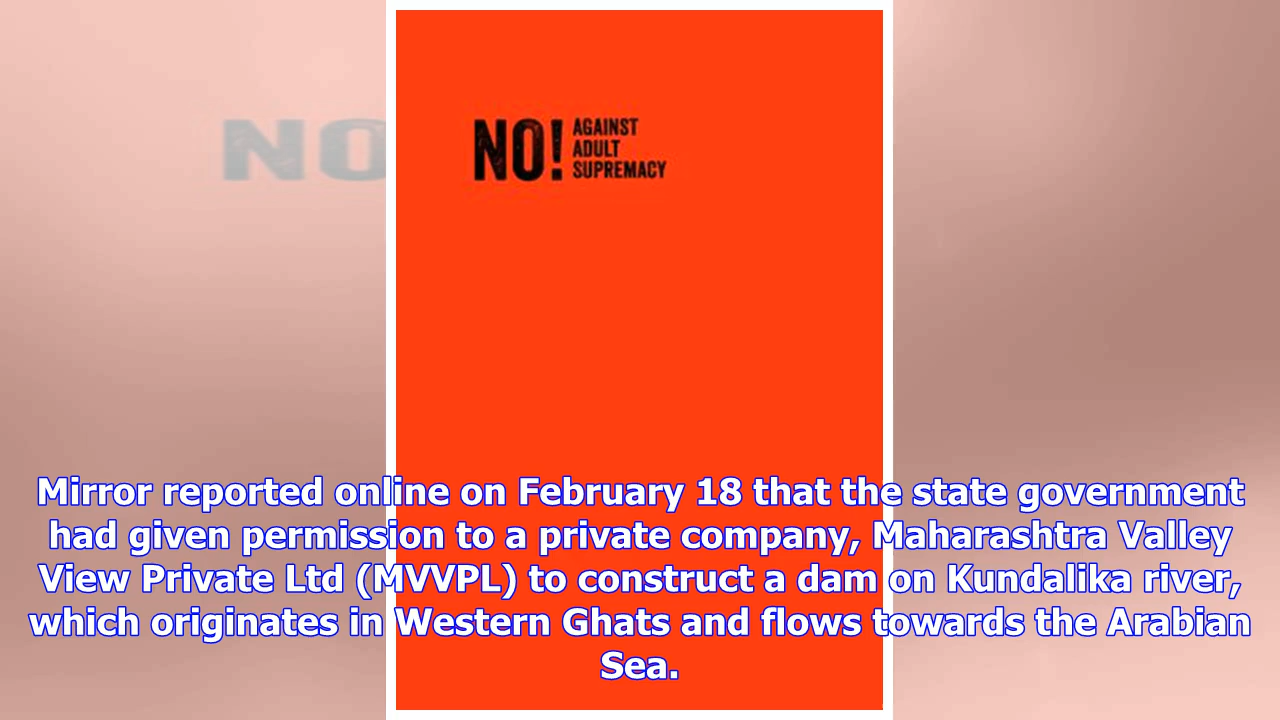 NO
NO!
AGAINST
ADULT
SUPREMACY
Mirror reported online on February 18 that the state government
had given permission to a private company, Maharashtra Valley
View Private Ltd (MVVPL) to construct a dam on Kundalika river,
which originates in Western Ghats and flows towards the Arabian
Sea.